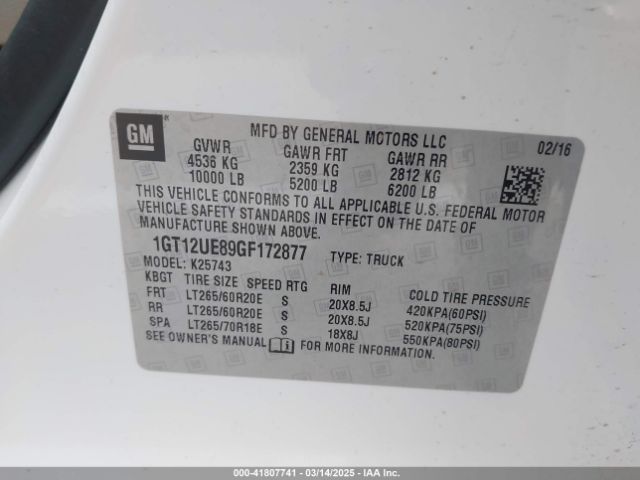 GM
MFD BY GENERAL MOTORS LLC 02/16
GVWR GAWR FRT GAWR RR
4536 KG 2359 KG 2812 KG
10000 LB 5200 LB 6200 LB
THIS VEHICLE CONFORMS TO ALL APPLICABLE U.S. FEDERAL MOTOR
VEHICLE SAFETY STANDARDS IN EFFECT ON THE DATE OF
MANUFACTURE SHOWN ABOVE.
1GT12UE89GF172877 TYPE: TRUCK
MODEL: K25743
KBGT TIRE SIZE SPEED RTG RIM COLD TIRE PRESSURE
FRT LT265/60R20E S 20X8.5J 420KPA(60PSI)
RR LT265/60R20E S 20X8.5J 520KPA(75PSI)
SPA LT265/70R18E S 18X8J 550KPA(80PSI)
SEE OWNER'S MANUAL FOR MORE INFORMATION.
000-41807741 - 03/14/2025 - IAA Inc.